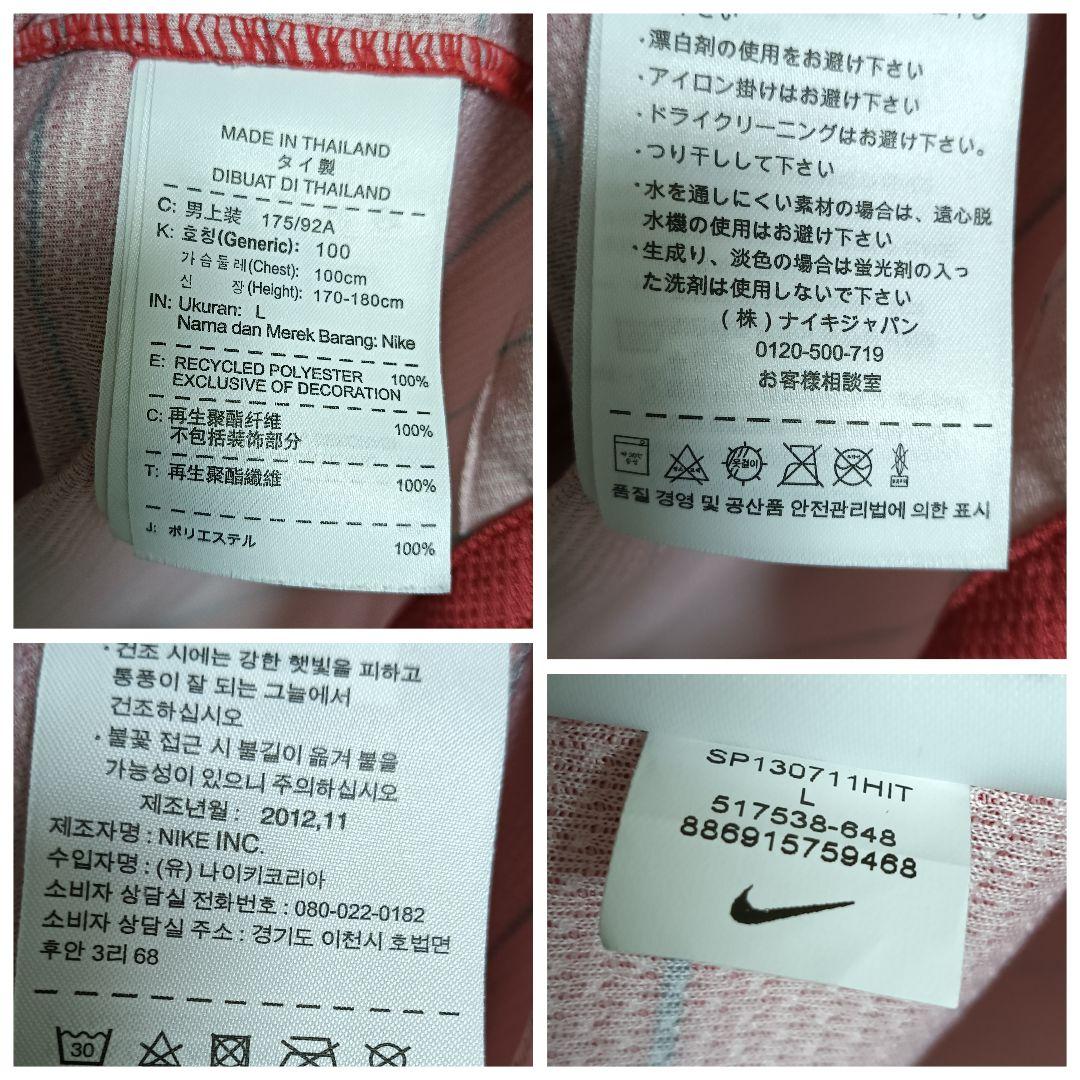 MADE IN THAILAND
タイ製
DIBUAT DI THAILAND
C: 男上装 175/92A
K: 호칭(Generic): 100
가슴둘레(Chest): 100cm
신 장(Height): 170-180cm
IN: Ukuran: L
Nama dan Merek Barang: Nike
E: RECYCLED POLYESTER 100%
EXCLUSIVE OF DECORATION
C: 再生聚酯纤维 100%
不包括装饰部分
T: 再生聚酯纖維 100%
J: ポリエステル 100%
・漂白剤の使用をお避け下さい
・アイロン掛けはお避け下さい
・ドライクリーニングはお避け下さい。
・つり干しして下さい
・水を通しにくい素材の場合は、遠心脱
水機の使用はお避け下さい
・生成り、淡色の場合は蛍光剤の入っ
た洗剤は使用しないで下さい
(株)ナイキジャパン
0120-500-719
お客様相談室
옷걸이
품질 경영 및 공산품 안전관리법에 의한 표시
· 건조 시에는 강한 햇빛을 피하고
통풍이 잘 되는 그늘에서
건조하십시오
· 불꽃 접근 시 불길이 옮겨 붙을
가능성이 있으니 주의하십시오
제조년월 : 2012,11
제조자명 : NIKE INC.
수입자명 : (유) 나이키코리아
소비자 상담실 전화번호 : 080-022-0182
소비자 상담실 주소 : 경기도 이천시 호법면
후안 3리 68
30
SP130711HIT
L
517538-648
886915759468